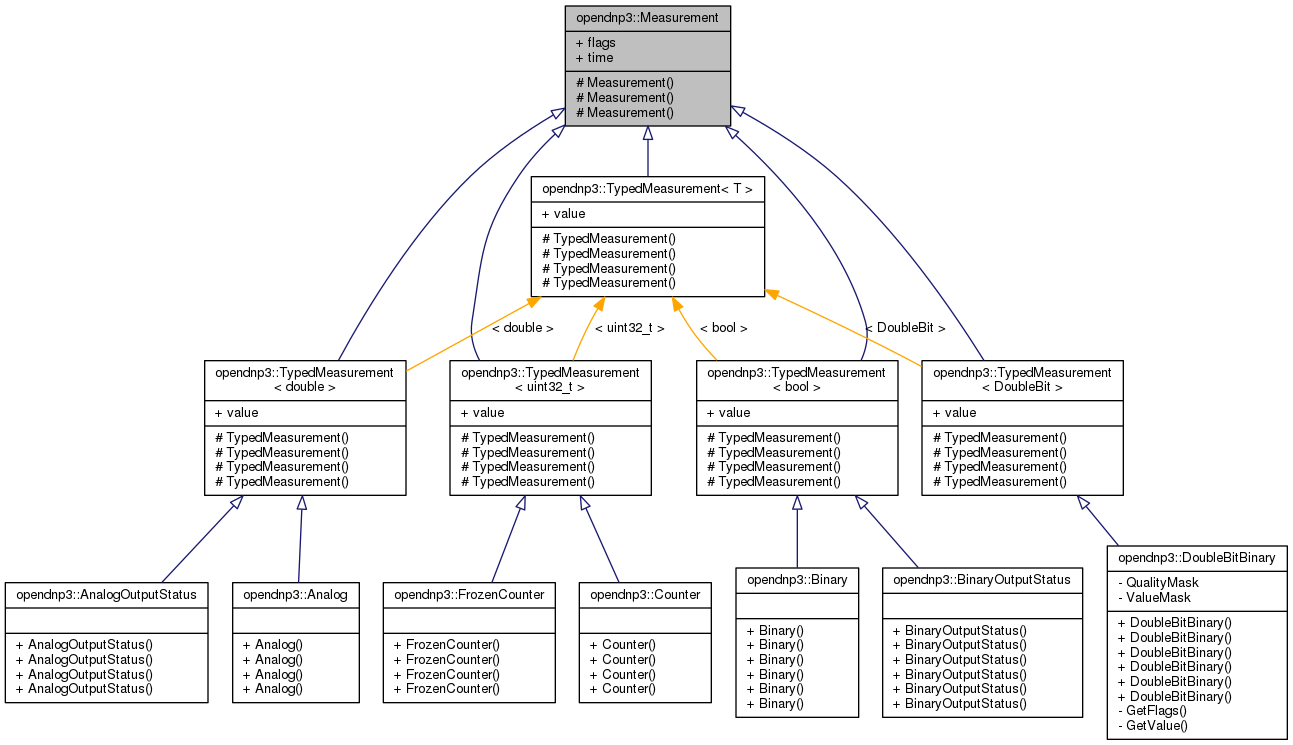 opendnp3::Measurement
+ flags
+ time
# Measurement()
# Measurement()
# Measurement()
opendnp3::TypedMeasurement< T >
+ value
# TypedMeasurement()
# TypedMeasurement()
# TypedMeasurement()
# TypedMeasurement()
< double >
< uint32_t >
< bool >
< DoubleBit >
opendnp3::TypedMeasurement
< double >
+ value
# TypedMeasurement()
# TypedMeasurement()
# TypedMeasurement()
# TypedMeasurement()
opendnp3::TypedMeasurement
< uint32_t >
+ value
# TypedMeasurement()
# TypedMeasurement()
# TypedMeasurement()
# TypedMeasurement()
opendnp3::TypedMeasurement
< bool >
+ value
# TypedMeasurement()
# TypedMeasurement()
# TypedMeasurement()
# TypedMeasurement()
opendnp3::TypedMeasurement
< DoubleBit >
+ value
# TypedMeasurement()
# TypedMeasurement()
# TypedMeasurement()
# TypedMeasurement()
opendnp3::AnalogOutputStatus
+ AnalogOutputStatus()
+ AnalogOutputStatus()
+ AnalogOutputStatus()
+ AnalogOutputStatus()
opendnp3::Analog
+ Analog()
+ Analog()
+ Analog()
+ Analog()
opendnp3::FrozenCounter
+ FrozenCounter()
+ FrozenCounter()
+ FrozenCounter()
+ FrozenCounter()
opendnp3::Counter
+ Counter()
+ Counter()
+ Counter()
+ Counter()
opendnp3::Binary
+ Binary()
+ Binary()
+ Binary()
+ Binary()
+ Binary()
+ Binary()
opendnp3::BinaryOutputStatus
+ BinaryOutputStatus()
+ BinaryOutputStatus()
+ BinaryOutputStatus()
+ BinaryOutputStatus()
+ BinaryOutputStatus()
+ BinaryOutputStatus()
opendnp3::DoubleBitBinary
- QualityMask
- ValueMask
+ DoubleBitBinary()
+ DoubleBitBinary()
+ DoubleBitBinary()
+ DoubleBitBinary()
+ DoubleBitBinary()
+ DoubleBitBinary()
- GetFlags()
- GetValue()